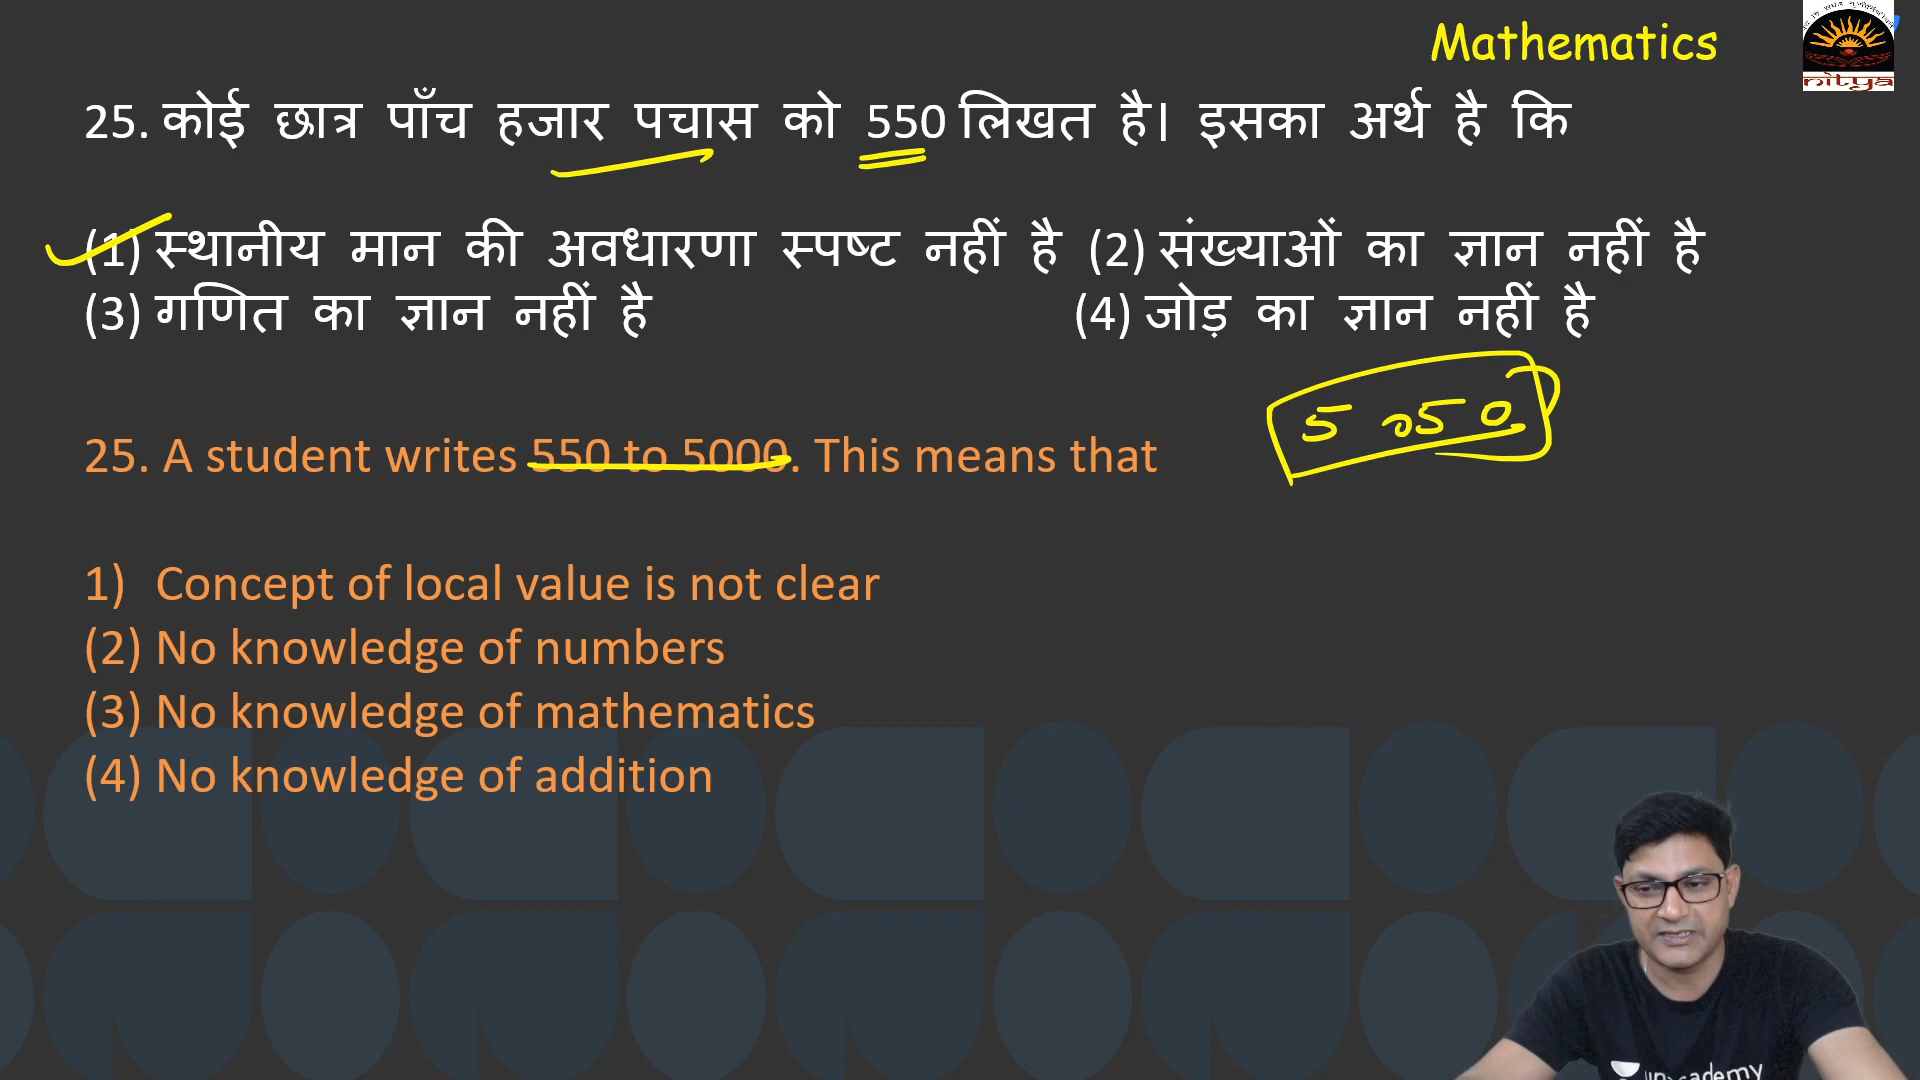 Mathematics
nitya
25. कोई छात्र पाँच हजार पचास को 550 लिखत है। इसका अर्थ है कि
(1) स्थानीय मान की अवधारणा स्पष्ट नहीं है (2) संख्याओं का ज्ञान नहीं है
(3) गणित का ज्ञान नहीं है (4) जोड़ का ज्ञान नहीं है
5 050
25. A student writes 550 to 5000. This means that
1) Concept of local value is not clear
(2) No knowledge of numbers
(3) No knowledge of mathematics
(4) No knowledge of addition
unacademy